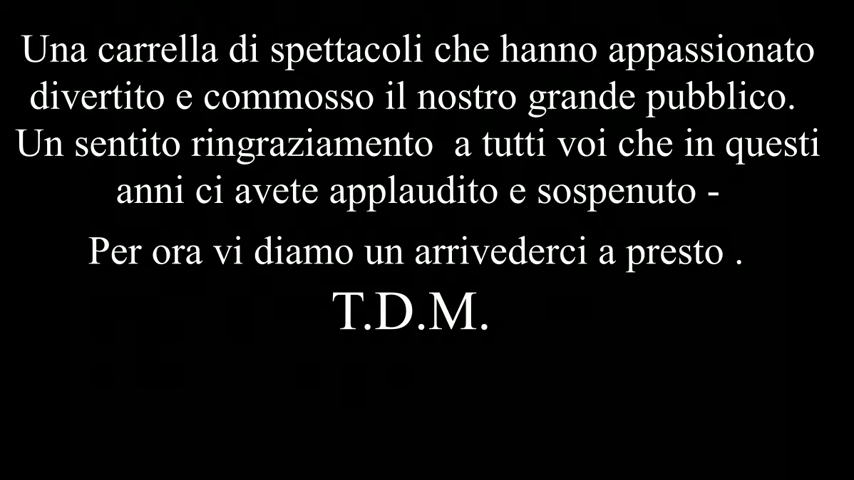 Una carrella di spettacoli che hanno appassionato
divertito e commosso il nostro grande pubblico.
Un sentito ringraziamento  a tutti voi che in questi
anni ci avete applaudito e sospenuto -
Per ora vi diamo un arrivederci a presto .
T.D.M.